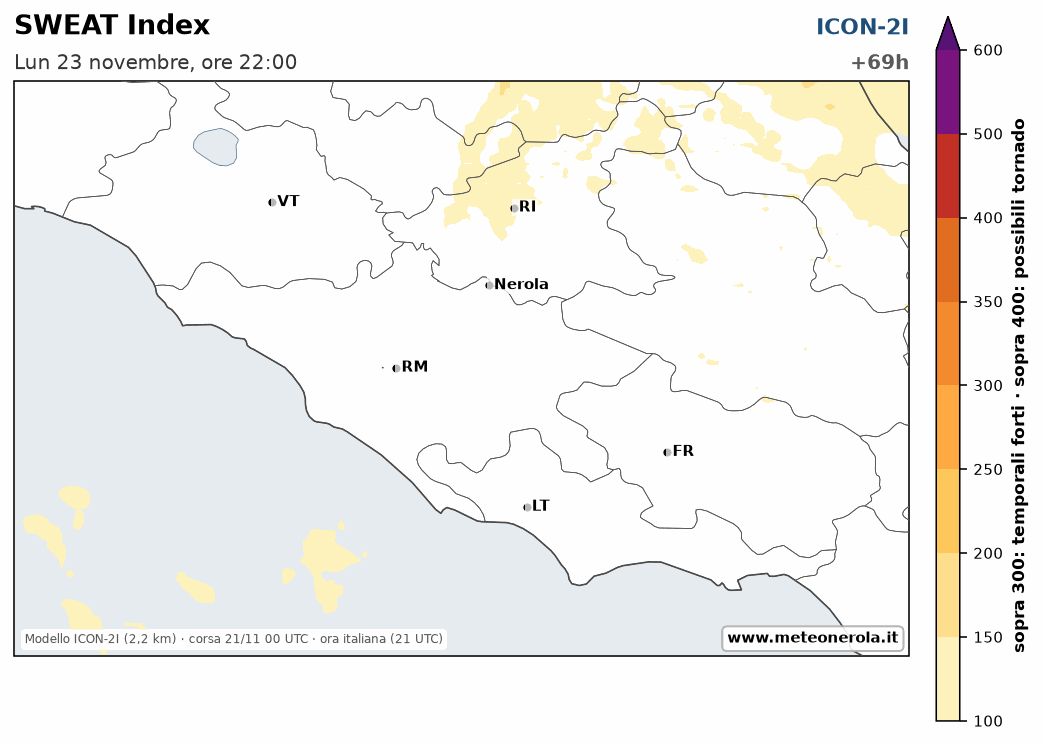 SWEAT Index
ICON-2I
Lun 23 novembre, ore 22:00
+69h
VT
RI
Nerola
RM
FR
LT
Modello ICON-2I (2,2 km) · corsa 21/11 00 UTC · ora italiana (21 UTC)
www.meteonerola.it
600
500
400
350
300
250
200
150
100
sopra 300: temporali forti · sopra 400: possibili tornado